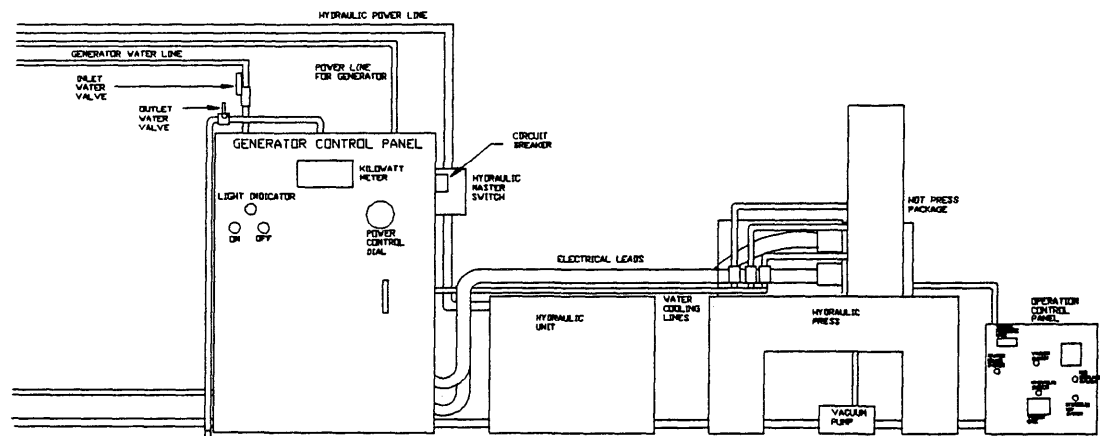 HYDRAULIC POWER LINE
GENERATOR WATER LINE
INLET
WATER
VALVE
POWER LINE
FOR GENERATOR
OUTLET
WATER
VALVE
GENERATOR CONTROL PANEL
CIRCUIT
BREAKER
KILOWATT
METER
HYDRAULIC
MASTER
SWITCH
LIGHT INDICATOR
ON
OFF
POWER
CONTROL
DIAL
HOT PRESS
PACKAGE
ELECTRICAL LEADS
WATER
COOLING
LINES
HYDRAULIC
UNIT
HYDRAULIC
PRESS
OPERATION
CONTROL
PANEL
VACUUM
PUMP